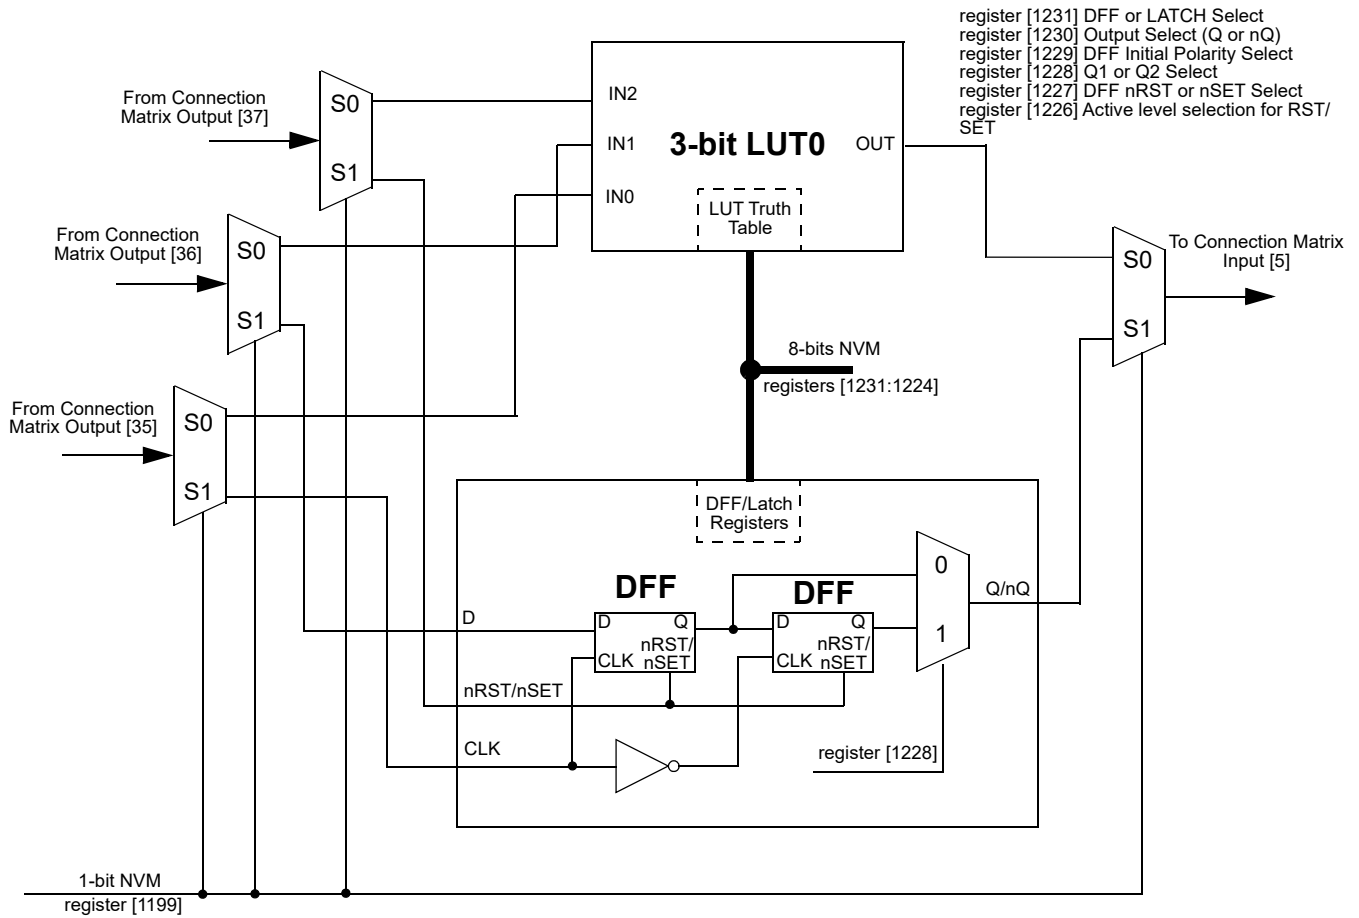 register [1231] DFF or LATCH Select
register [1230] Output Select (Q or nQ)
register [1229] DFF Initial Polarity Select
register [1228] Q1 or Q2 Select
register [1227] DFF nRST or nSET Select
register [1226] Active level selection for RST/
SET
From Connection
Matrix Output [37]
S0
S1
IN2
IN1
IN0
3-bit LUT0
OUT
LUT Truth
Table
From Connection
Matrix Output [36]
S0
S1
To Connection Matrix
Input [5]
S0
S1
8-bits NVM
registers [1231:1224]
From Connection
Matrix Output [35]
S0
S1
DFF/Latch
Registers
DFF
DFF
0
1
Q/nQ
D
D
Q
nRST/
nSET
CLK
D
Q
nRST/
nSET
CLK
nRST/nSET
CLK
register [1228]
1-bit NVM
register [1199]